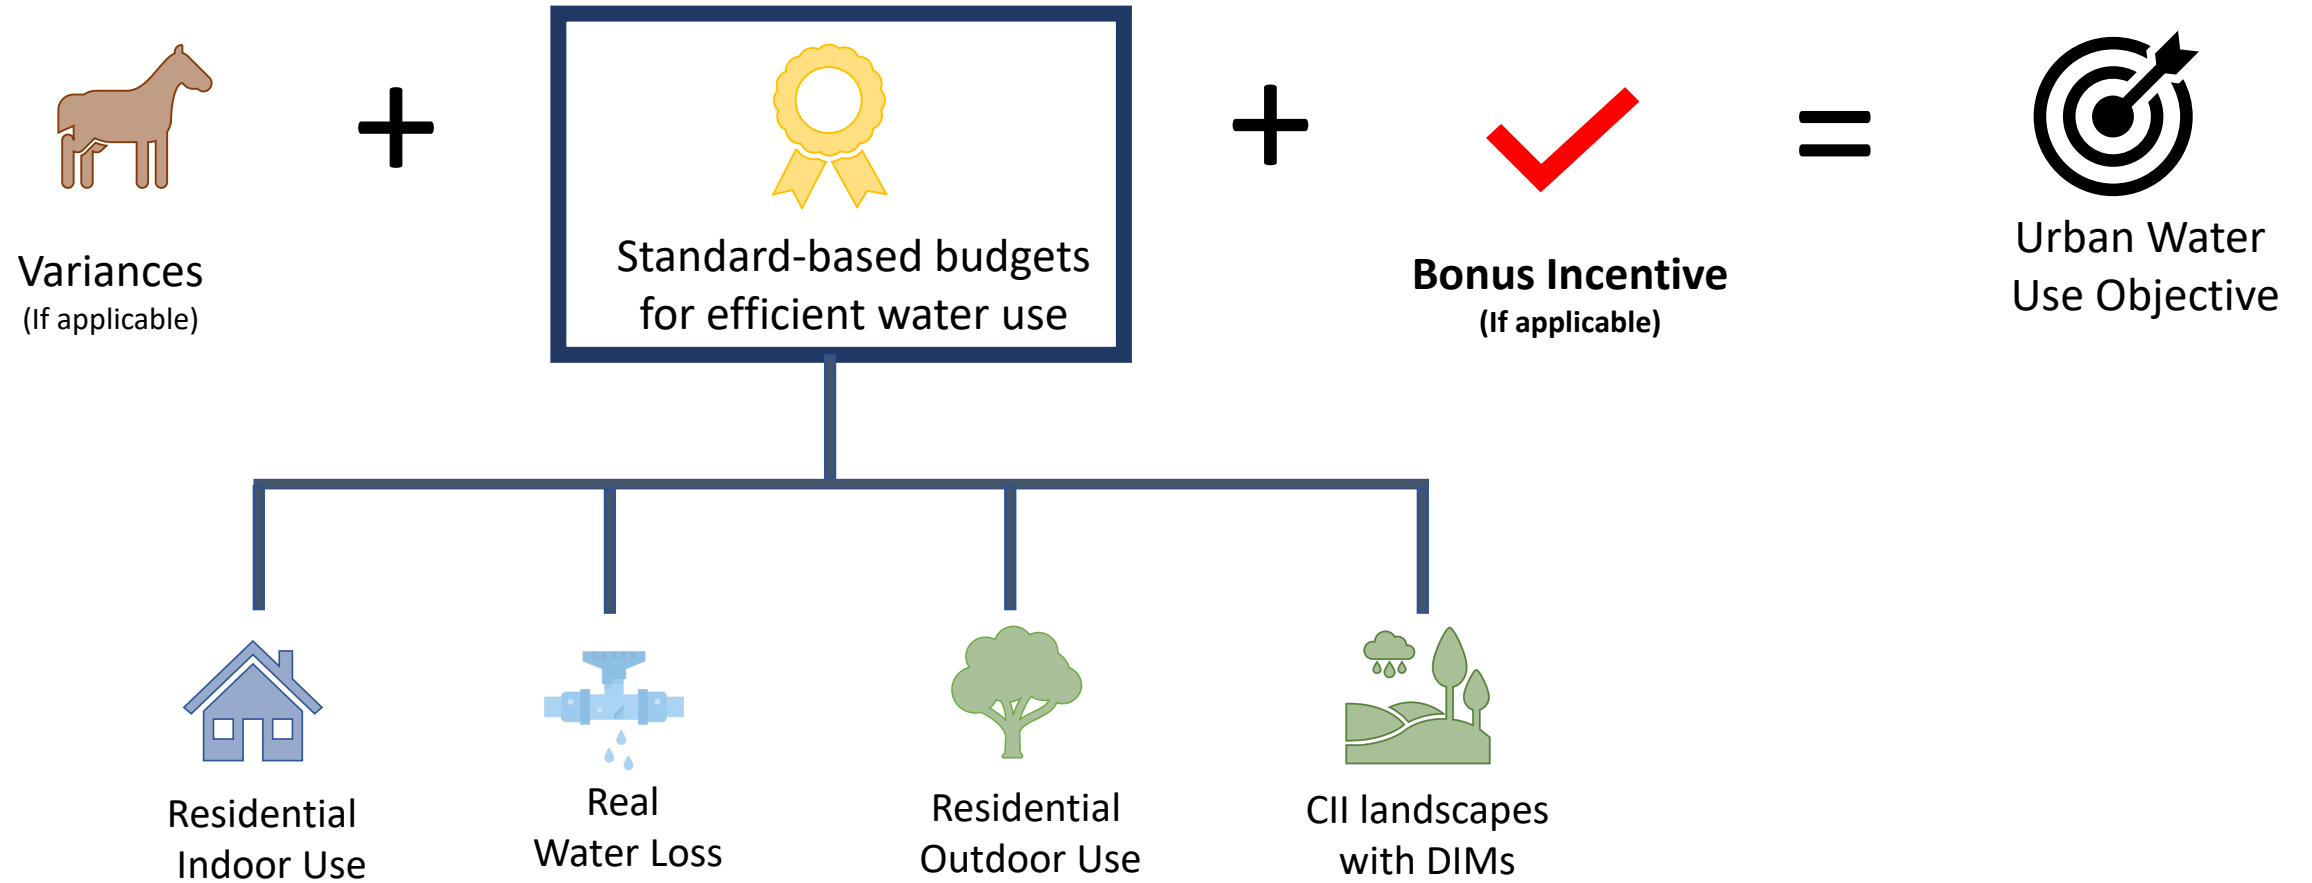 Variances
(If applicable)
+
Standard-based budgets
for efficient water use
+
Bonus Incentive
(If applicable)
=
Urban Water
Use Objective
Residential
Indoor Use
Real
Water Loss
Residential
Outdoor Use
CII landscapes
with DIMs